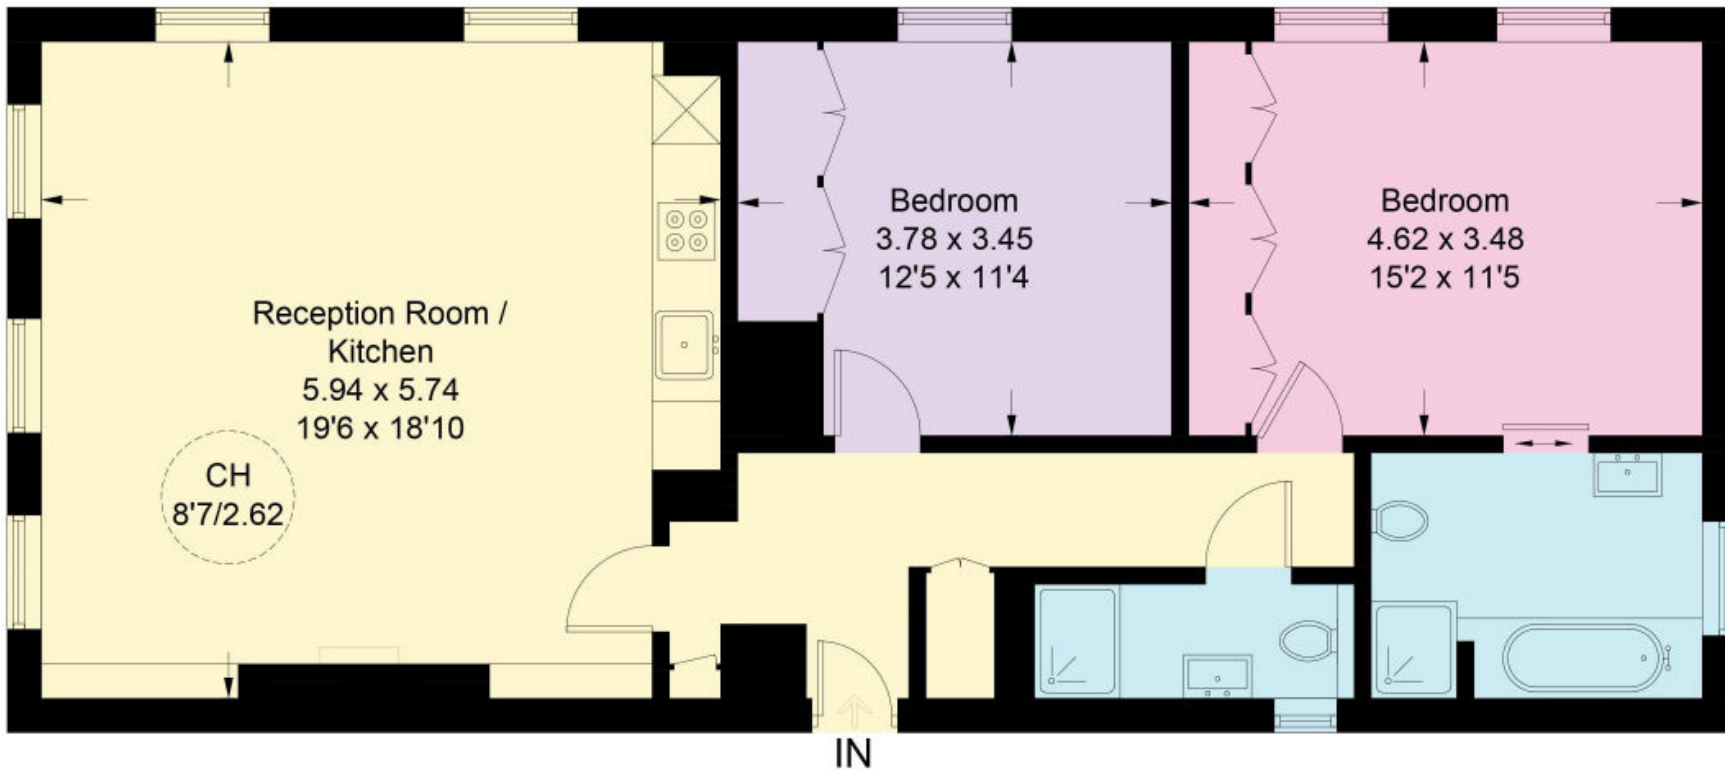 Reception Room /
Kitchen
5.94 x 5.74
19'6 x 18'10
CH
8'7/2.62
Bedroom
3.78 x 3.45
12'5 x 11'4
Bedroom
4.62 x 3.48
15'2 x 11'5
IN